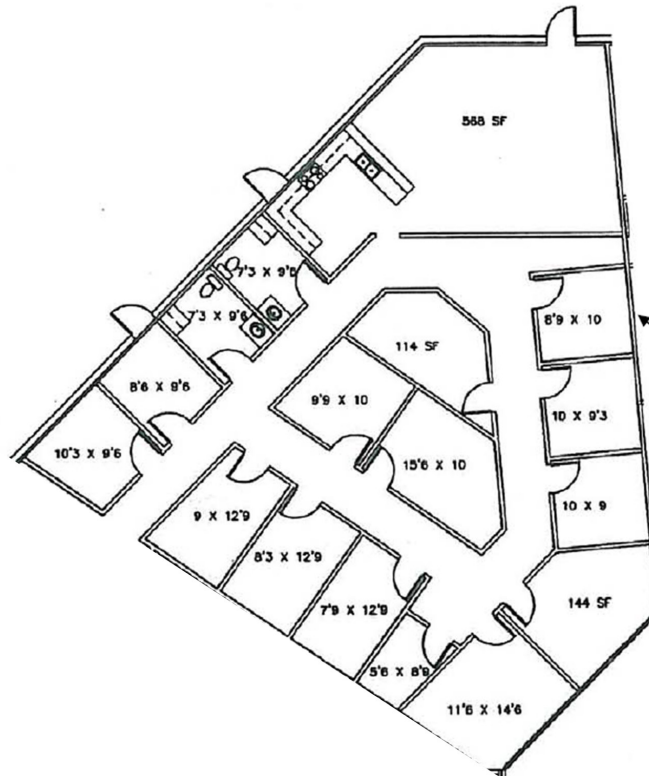 568 SF
7'3 X 9'6
7'3 X 9'6
8'9 X 10
114 SF
8'6 X 9'6
9'9 X 10
10 X 9'3
10'3 X 9'6
15'6 X 10
10 X 9
9 X 12'9
8'3 X 12'9
7'9 X 12'9
144 SF
5'6 X 8'9
11'6 X 14'6